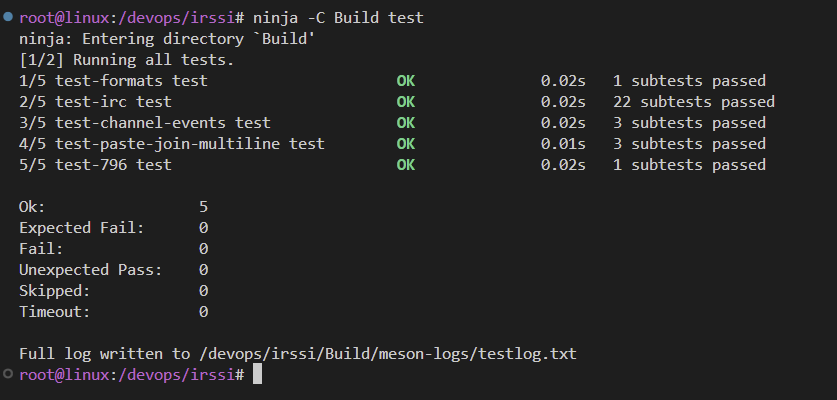 root@linux:/devops/irssi# ninja -C Build test
ninja: Entering directory `Build'
[1/2] Running all tests.
1/5 test-formats test                     OK              0.02s   1 subtests passed
2/5 test-irc test                         OK              0.02s   22 subtests passed
3/5 test-channel-events test              OK              0.02s   3 subtests passed
4/5 test-paste-join-multiline test        OK              0.01s   3 subtests passed
5/5 test-796 test                         OK              0.02s   1 subtests passed

Ok:                 5
Expected Fail:      0
Fail:               0
Unexpected Pass:    0
Skipped:            0
Timeout:            0

Full log written to /devops/irssi/Build/meson-logs/testlog.txt
root@linux:/devops/irssi#